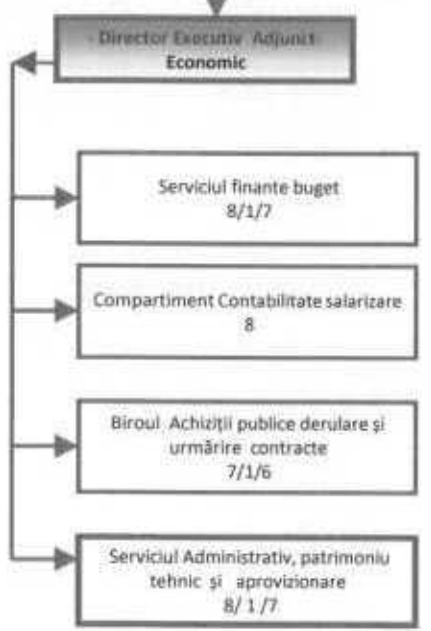 - Director Executiv Adjunct-
Economic
Serviciul finante buget
8/1/7
Compartiment Contabilitate salarizare
8
Biroul Achiziții publice derulare și
urmărire contracte
7/1/6
Serviciul Administrativ, patrimoniu
tehnic și aprovizionare
8/ 1 /7